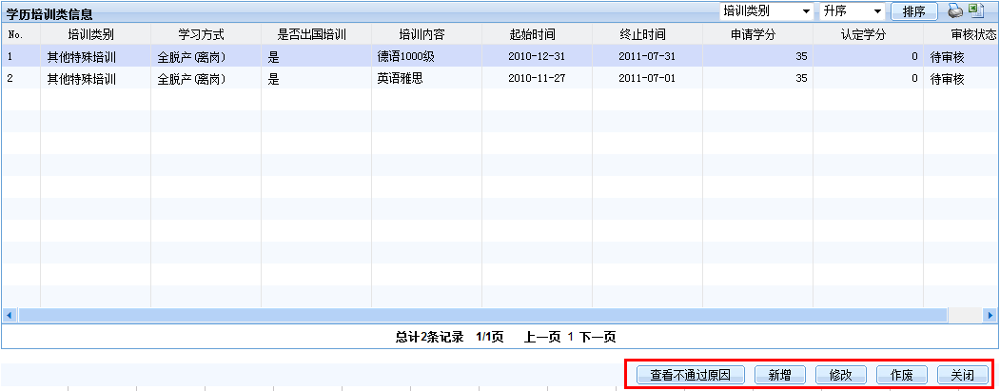 学历培训类信息 培训类别 升序 排序
No. 培训类别 学习方式 是否出国培训 培训内容 起始时间 终止时间 申请学分 认定学分 审核状态
1 其他特殊培训 全脱产(离岗) 是 德语1000级 2010-12-31 2011-07-31 35 0 待审核
2 其他特殊培训 全脱产(离岗) 是 英语雅思 2010-11-27 2011-07-01 35 0 待审核
总计2条记录 1/1页 上一页 1 下一页
查看不通过原因 新增 修改 作废 关闭